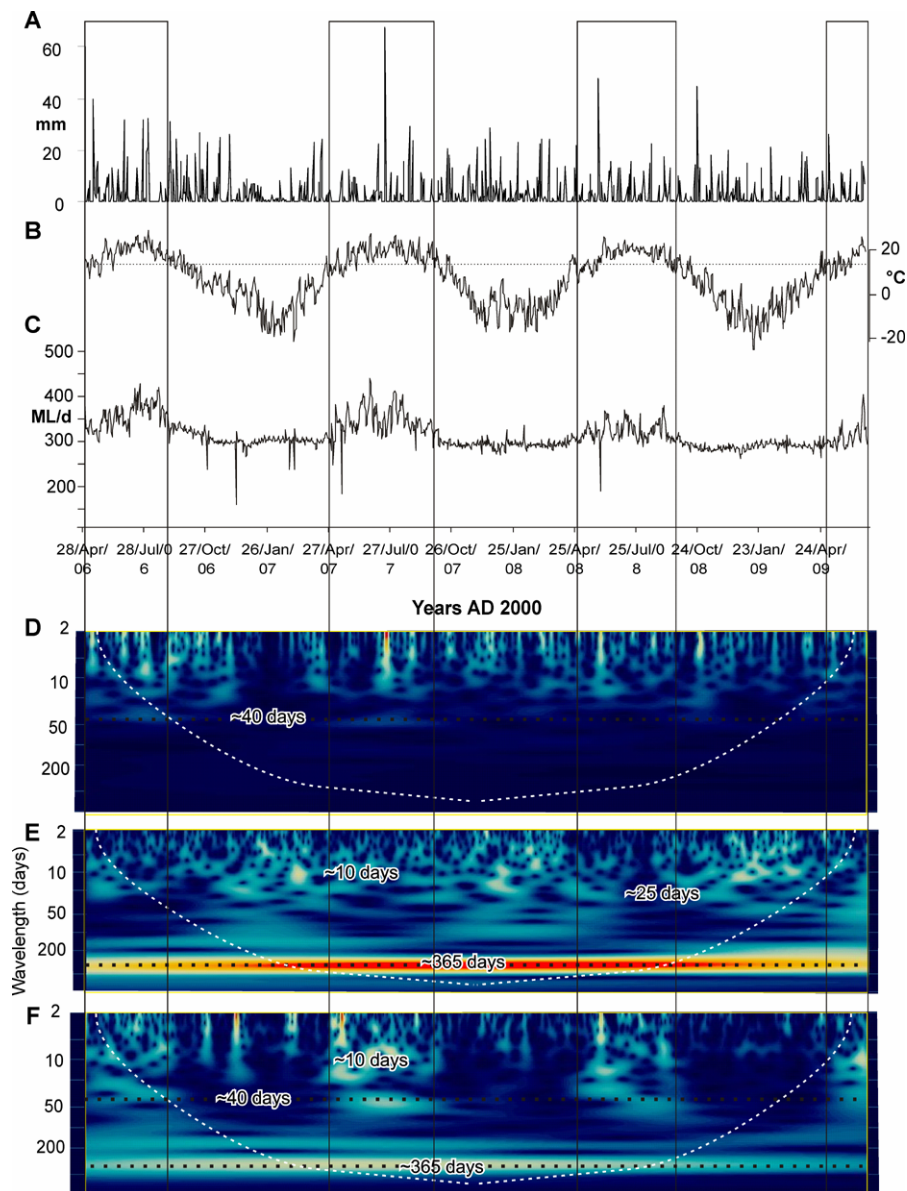 A
60
40
mm
20
0
B
20
°C
0
-20
C
500
400
ML/d
300
200
28/Apr/ 28/Jul/0 27/Oct/ 26/Jan/ 27/Apr/ 27/Jul/0 26/Oct/ 25/Jan/ 25/Apr/ 25/Jul/0 24/Oct/ 23/Jan/ 24/Apr/
06 6 06 07 07 7 07 08 08 8 08 09 09
Years AD 2000
D
2
10
50
200
~40 days
E
2
10
50
200
~10 days
~25 days
~365 days
Wavelength (days)
F
2
10
50
200
~10 days
~40 days
~365 days